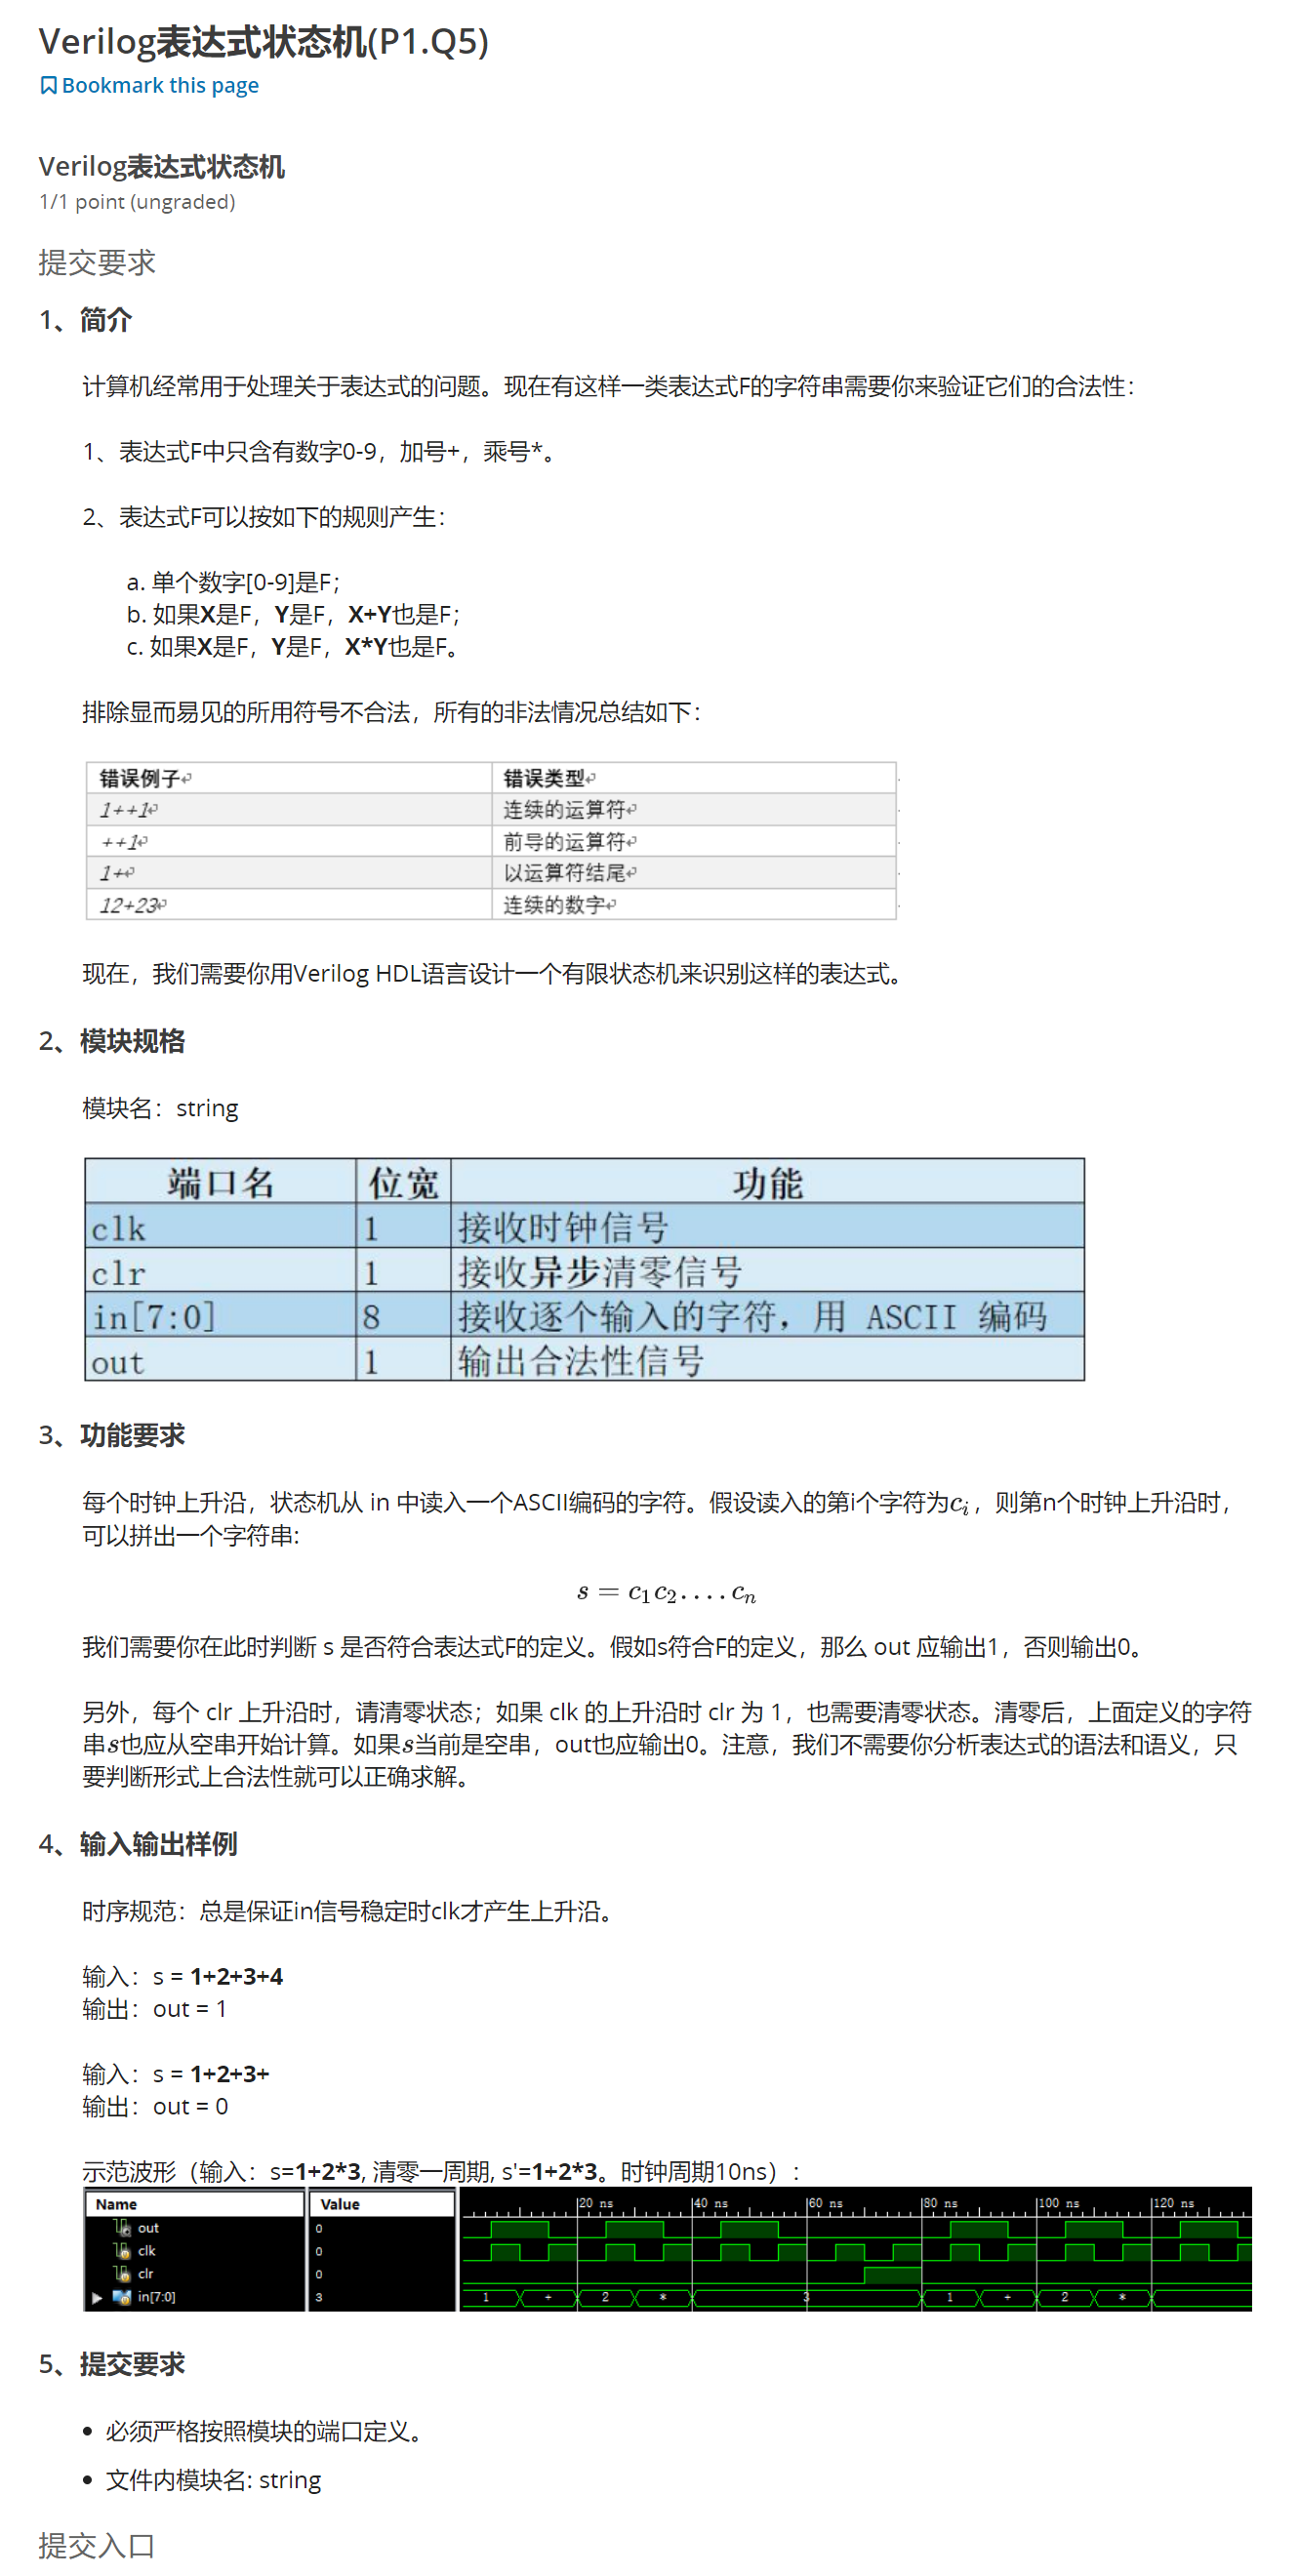 Verilog表达式状态机(P1.Q5)
Bookmark this page
Verilog表达式状态机
1/1 point (ungraded)
提交要求
1、简介
计算机经常用于处理关于表达式的问题。现在有这样一类表达式F的字符串需要你来验证它们的合法性：
1、表达式F中只含有数字0-9，加号+，乘号*。
2、表达式F可以按如下的规则产生：
a. 单个数字[0-9]是F；
b. 如果X是F，Y是F，X+Y也是F；
c. 如果X是F，Y是F，X*Y也是F。
排除显而易见的所用符号不合法，所有的非法情况总结如下：
错误例子 错误类型
1++1 连续的运算符
++1 前导的运算符
1+ 以运算符结尾
12+23 连续的数字
现在，我们需要你用Verilog HDL语言设计一个有限状态机来识别这样的表达式。
2、模块规格
模块名：string
端口名 位宽 功能
clk 1 接收时钟信号
clr 1 接收异步清零信号
in[7:0] 8 接收逐个输入的字符，用 ASCII 编码
out 1 输出合法性信号
3、功能要求
每个时钟上升沿，状态机从 in 中读入一个ASCII编码的字符。假设读入的第i个字符为c_i，则第n个时钟上升沿时，
可以拼出一个字符串:
s = c_1c_2....c_n
我们需要你在此时判断 s 是否符合表达式F的定义。假如s符合F的定义，那么 out 应输出1，否则输出0。
另外，每个 clr 上升沿时，请清零状态；如果 clk 的上升沿时 clr 为 1，也需要清零状态。清零后，上面定义的字符
串s也应从空串开始计算。如果s当前是空串，out也应输出0。注意，我们不需要你分析表达式的语法和语义，只
要判断形式上合法性就可以正确求解。
4、输入输出样例
时序规范：总是保证in信号稳定时clk才产生上升沿。
输入：s = 1+2+3+4
输出：out = 1
输入：s = 1+2+3+
输出：out = 0
示范波形（输入：s=1+2*3, 清零一周期, s'=1+2*3。时钟周期10ns）:
Name Value 20 ns 40 ns 60 ns 80 ns 100 ns 120 ns
out 0
clk 0
clr 0
in[7:0] 3 1 + 2 * 3 1 + 2 *
5、提交要求
• 必须严格按照模块的端口定义。
• 文件内模块名: string
提交入口